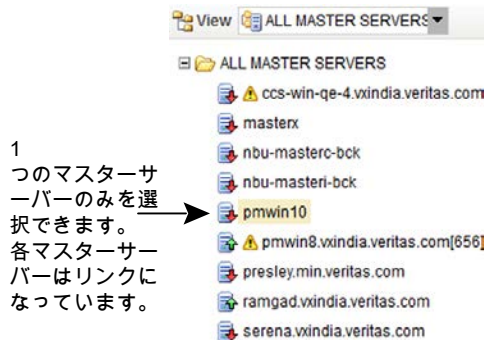 View ALL MASTER SERVERS
ALL MASTER SERVERS
ccs-win-qe-4.vxindia.veritas.com
masterx
nbu-masterc-bck
nbu-masteri-bck
1
つのマスターサ
ーバーのみを選
択できます。
各マスターサー
バーはリンクに
なっています。
pmwin10
pmwin8.vxindia.veritas.com[656]
presley.min.veritas.com
ramgad.vxindia.veritas.com
serena.vxindia.veritas.com